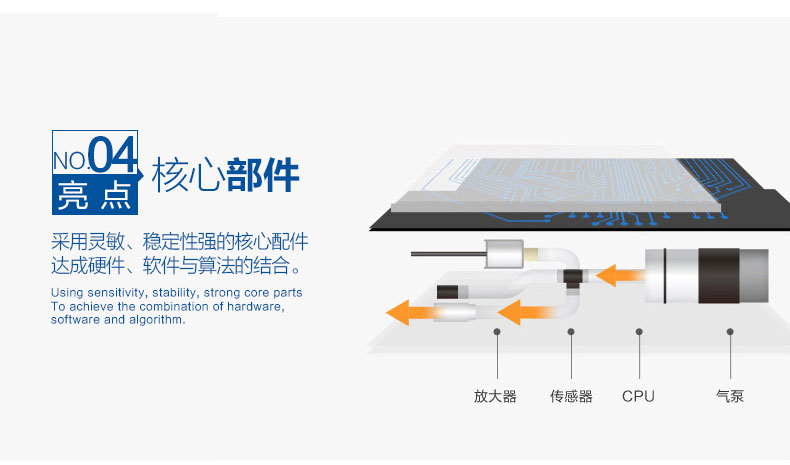 NO.04
亮点
核心部件
采用灵敏、稳定性强的核心配件
达成硬件、软件与算法的结合。
Using sensitivity, stability, strong core parts
To achieve the combination of hardware,
software and algorithm.
放大器 传感器 CPU 气泵